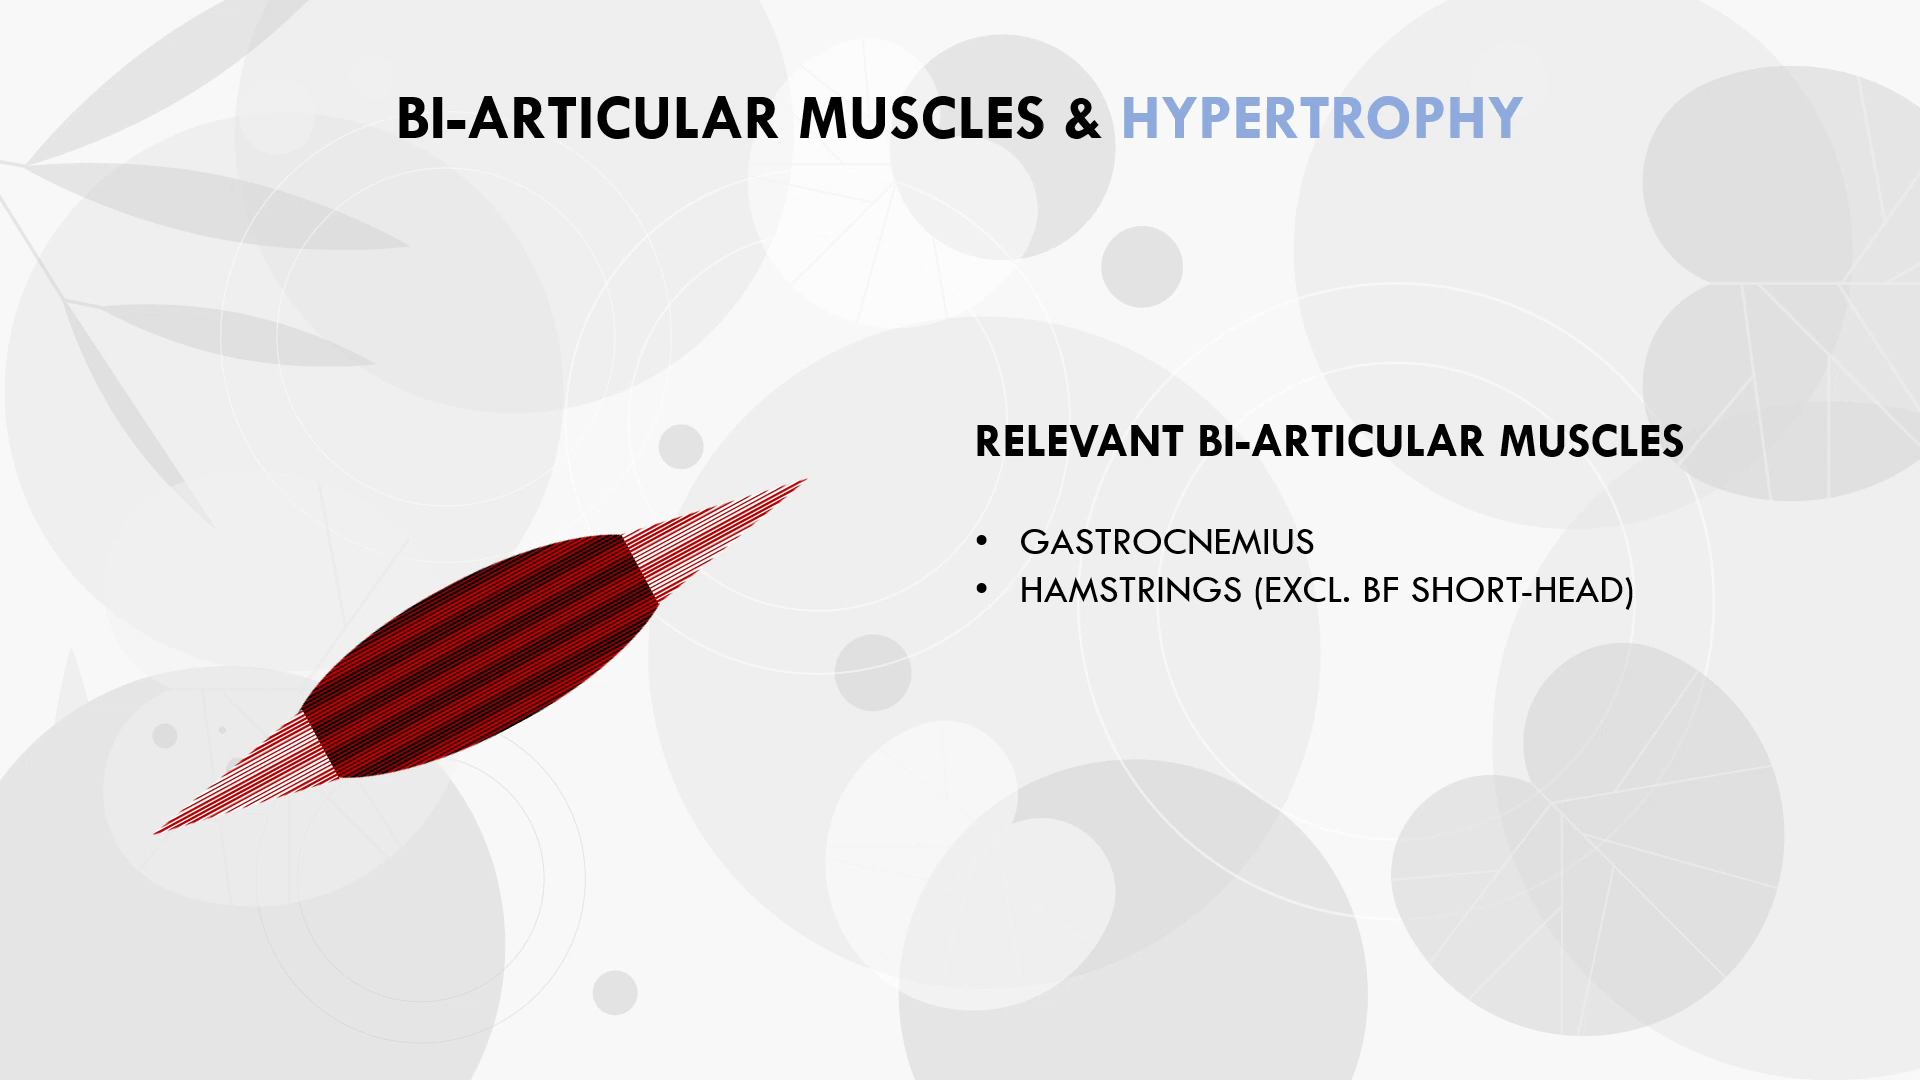 BI-ARTICULAR MUSCLES & HYPERTROPHY
RELEVANT BI-ARTICULAR MUSCLES
• GASTROCNEMIUS
• HAMSTRINGS (EXCL. BF SHORT-HEAD)